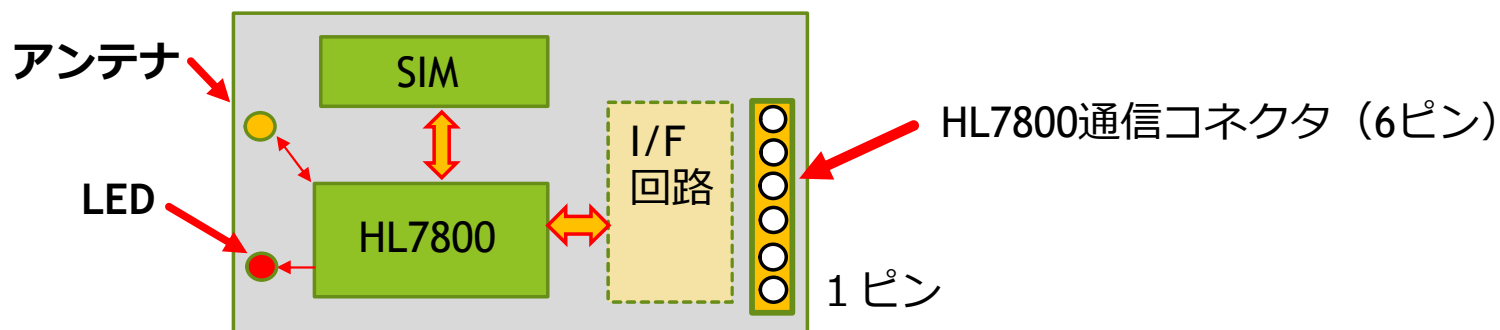 アンテナ
SIM
I/F
回路
HL7800通信コネクタ（6ピン）
LED
HL7800
１ピン